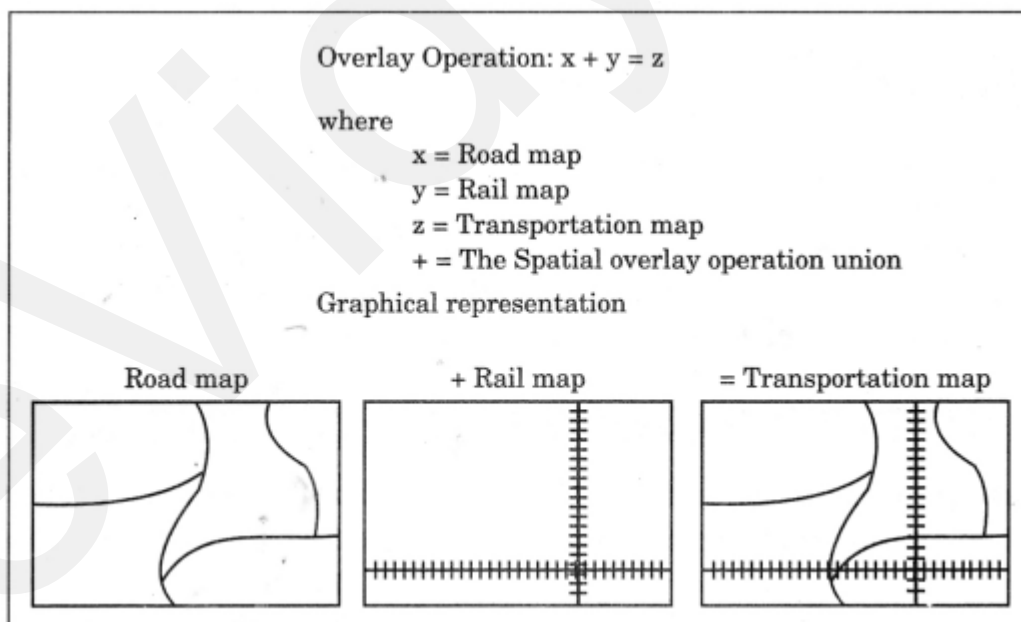 Overlay Operation: x + y = z
where
x = Road map
y = Rail map
z = Transportation map
+ = The Spatial overlay operation union
Graphical representation
Road map + Rail map = Transportation map